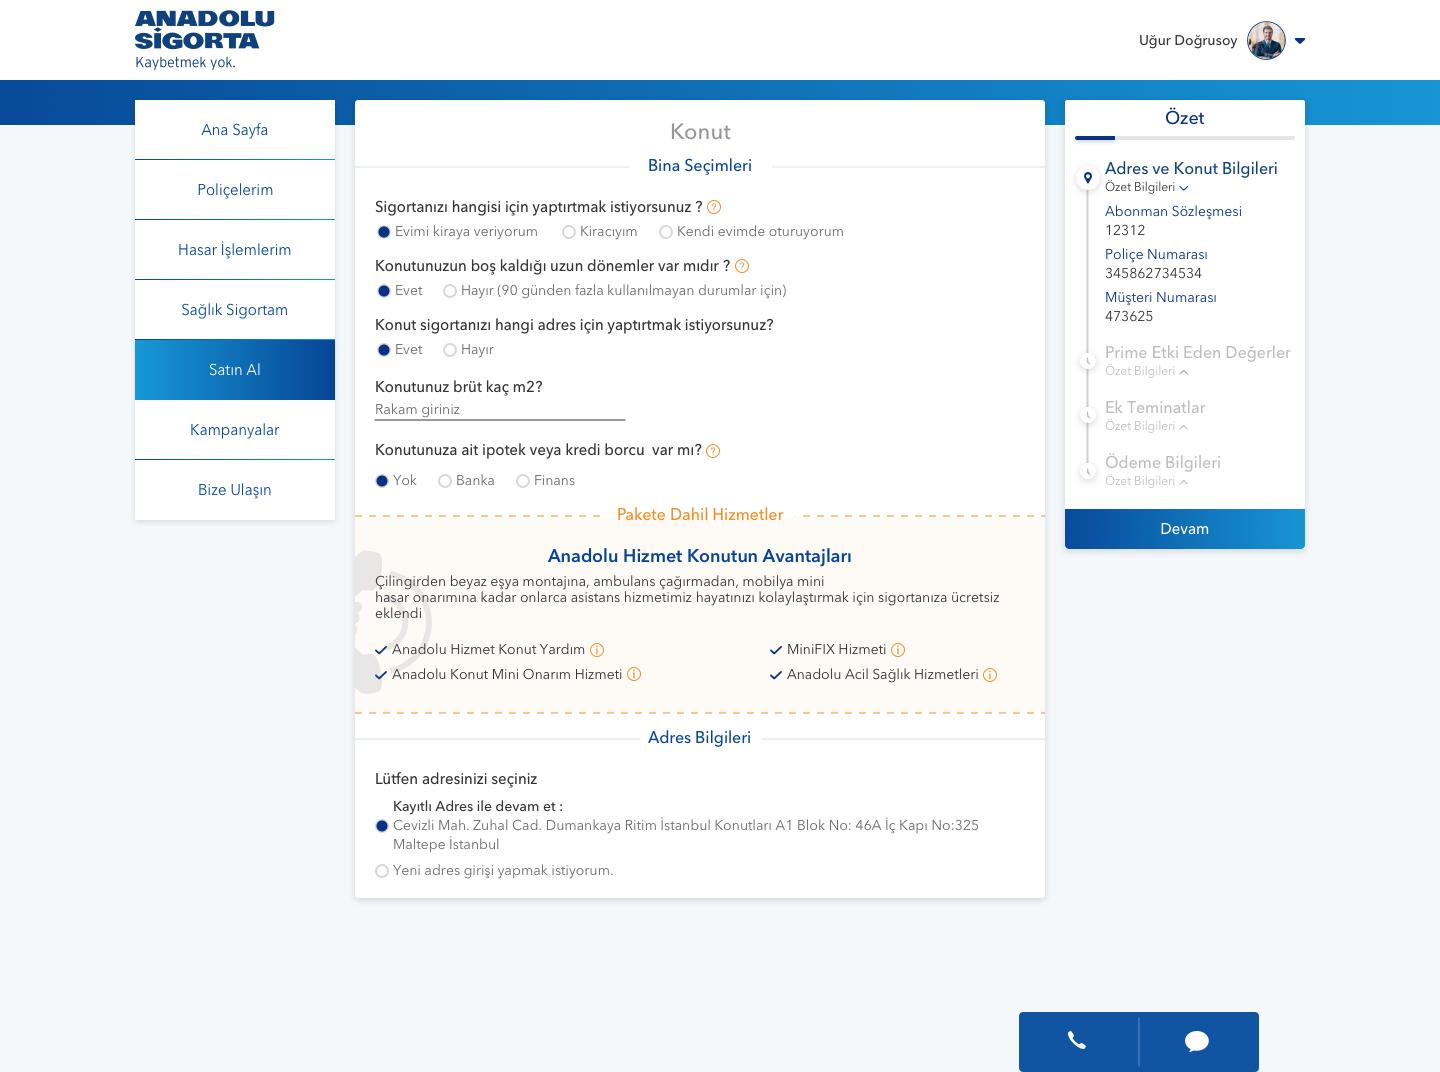 ANADOLU
SİGORTA
Kaybetmek yok.
Uğur Doğrusoy
Ana Sayfa
Poliçelerim
Hasar İşlemlerim
Sağlık Sigortam
Satın Al
Kampanyalar
Bize Ulaşın
Konut
Bina Seçimleri
Sigortanızı hangisi için yaptırtmak istiyorsunuz ? ?
Evimi kiraya veriyorum Kiracıyım Kendi evimde oturuyorum
Konutunuzun boş kaldığı uzun dönemler var mıdır ? ?
Evet Hayır (90 günden fazla kullanılmayan durumlar için)
Konut sigortanızı hangi adres için yaptırtmak istiyorsunuz?
Evet Hayır
Konutunuz brüt kaç m2?
Rakam giriniz
Konutunuza ait ipotek veya kredi borcu  var mı? ?
Yok Banka Finans
Pakete Dahil Hizmetler
Anadolu Hizmet Konutun Avantajları
Çilingirden beyaz eşya montajına, ambulans çağırmadan, mobilya mini
hasar onarımına kadar onlarca asistans hizmetimiz hayatınızı kolaylaştırmak için sigortanıza ücretsiz
eklendi
Anadolu Hizmet Konut Yardım i
MiniFIX Hizmeti i
Anadolu Konut Mini Onarım Hizmeti i
Anadolu Acil Sağlık Hizmetleri i
Adres Bilgileri
Lütfen adresinizi seçiniz
Kayıtlı Adres ile devam et :
Cevizli Mah. Zuhal Cad. Dumankaya Ritim İstanbul Konutları A1 Blok No: 46A İç Kapı No:325
Maltepe İstanbul
Yeni adres girişi yapmak istiyorum.
Özet
Adres ve Konut Bilgileri
Özet Bilgileri
Abonman Sözleşmesi
12312
Poliçe Numarası
345862734534
Müşteri Numarası
473625
Prime Etki Eden Değerler
Özet Bilgileri
Ek Teminatlar
Özet Bilgileri
Ödeme Bilgileri
Özet Bilgileri
Devam